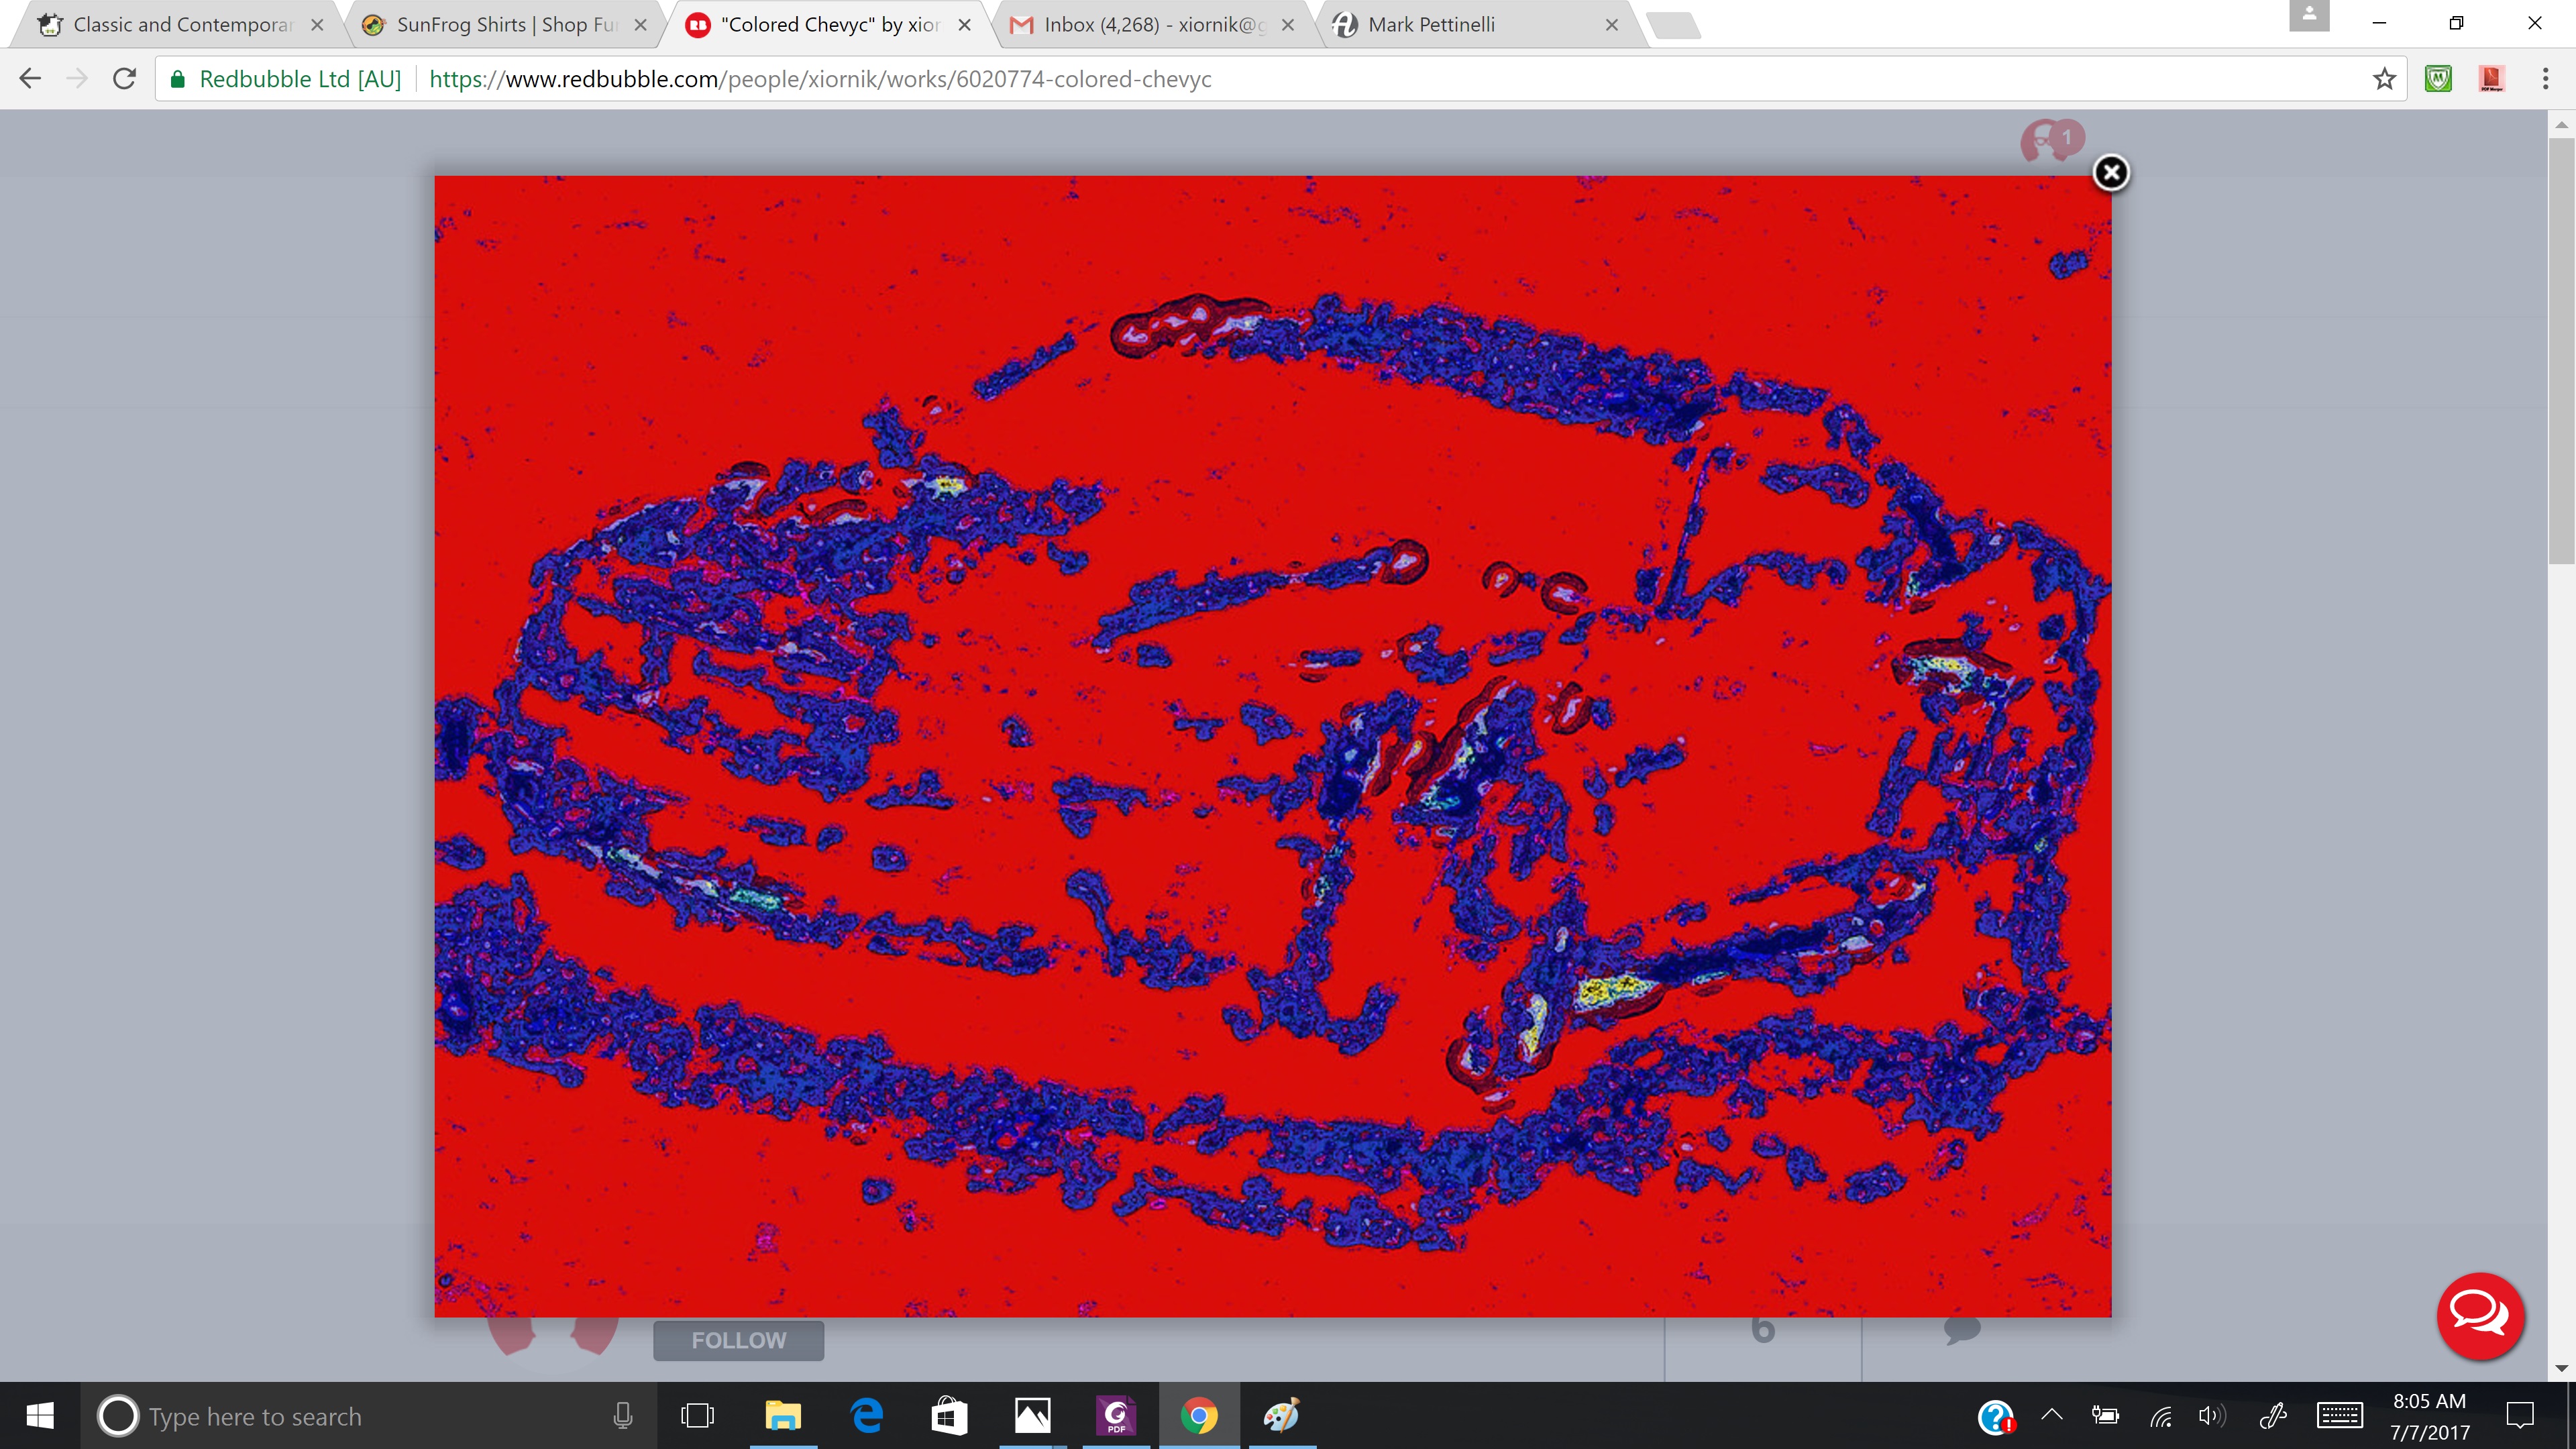 Classic and Contemporar
SunFrog Shirts | Shop Fu
"Colored Chevyc" by xior
Inbox (4,268) - xiornik@g
Mark Pettinelli
Redbubble Ltd [AU]
https://www.redbubble.com/people/xiornik/works/6020774-colored-chevyc
1
FOLLOW
6
Type here to search
PDF
8:05 AM
7/7/2017